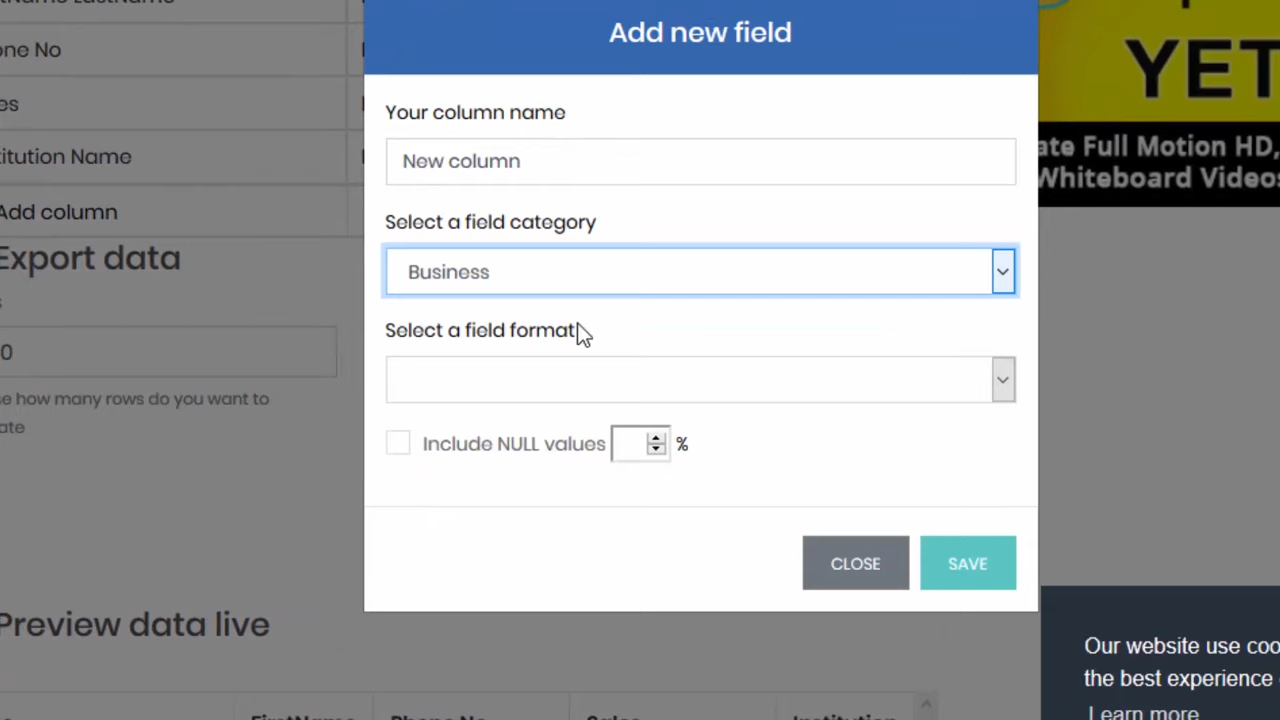 Add new field
Your column name
New column
Select a field category
Business
Select a field format
Include NULL values %
CLOSE
SAVE
one No
es
titution Name
Add column
Export data
s
0
se how many rows do you want to
ate
Preview data live
YET
ate Full Motion HD,
Whiteboard Videos
Our website use coo
the best experience
Learn more